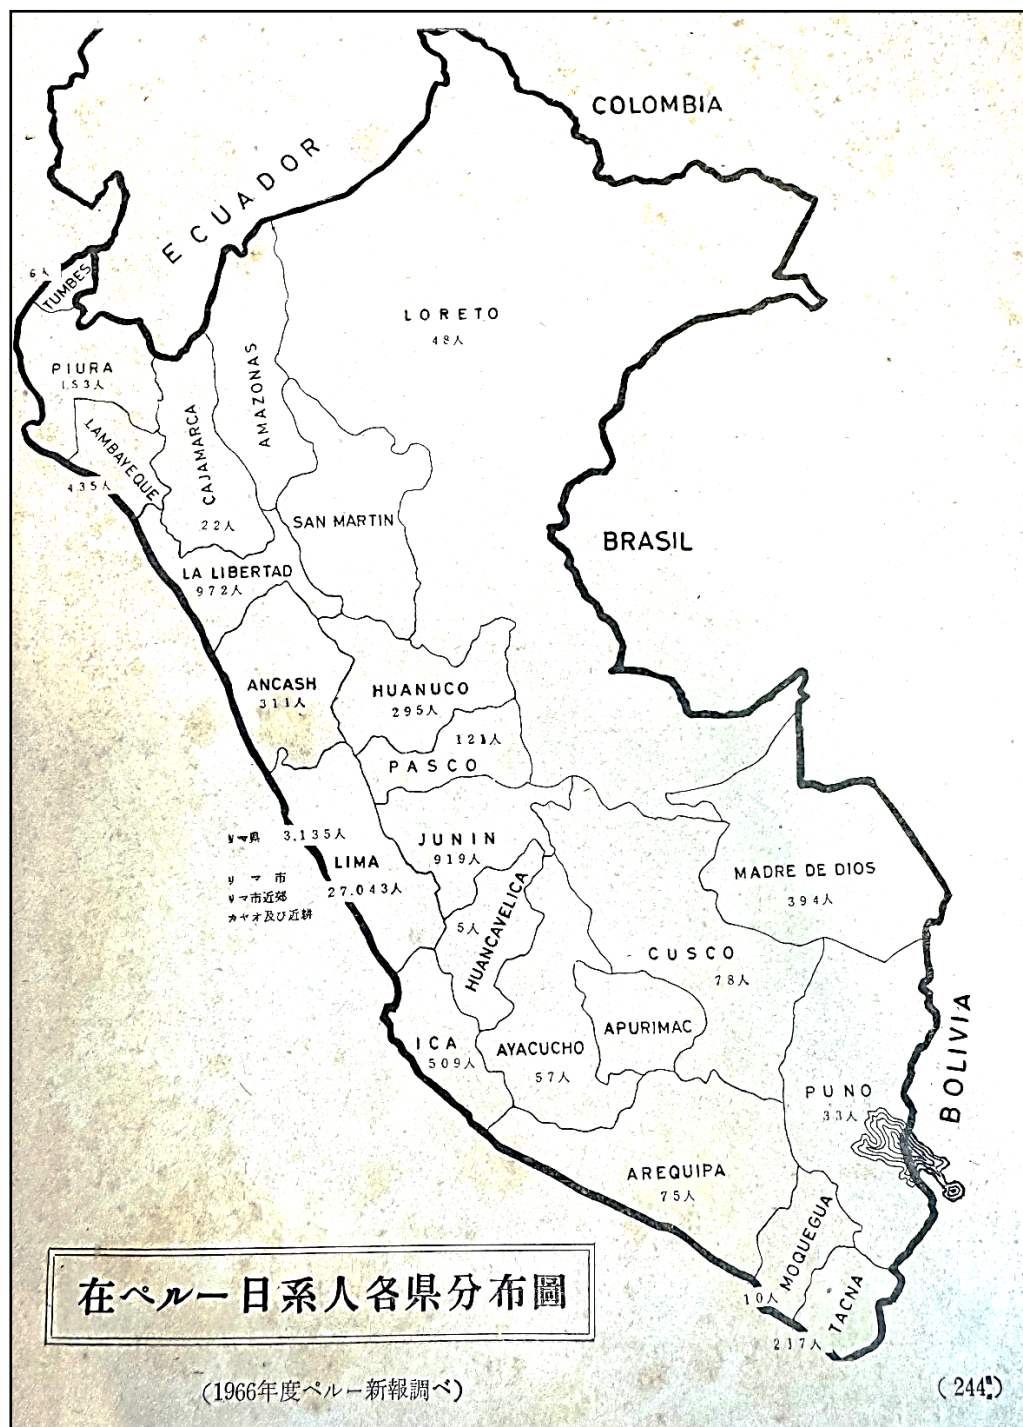 COLOMBIA
ECUADOR
6人
TUMBES
LORETO
48人
PIURA
153人
AMAZONAS
CAJAMARCA
22人
LAMBAYEQUE
435人
SAN MARTIN
BRASIL
LA LIBERTAD
972人
ANCASH
311人
HUANUCO
295人
121人
PASCO
リマ県 3,135人
LIMA
リマ市
リマ市近郊
カヤオ及び近耕
27.043人
JUNIN
919人
MADRE DE DIOS
394人
5人
HUANCAVELICA
CUSCO
78人
ICA
509人
AYACUCHO
57人
APURIMAC
PUNO
33人
BOLIVIA
AREQUIPA
75人
MOQUEGUA
10人
TACNA
217人
在ペルー日系人各県分布圖
(1966年度ペルー新報調べ)
(244)